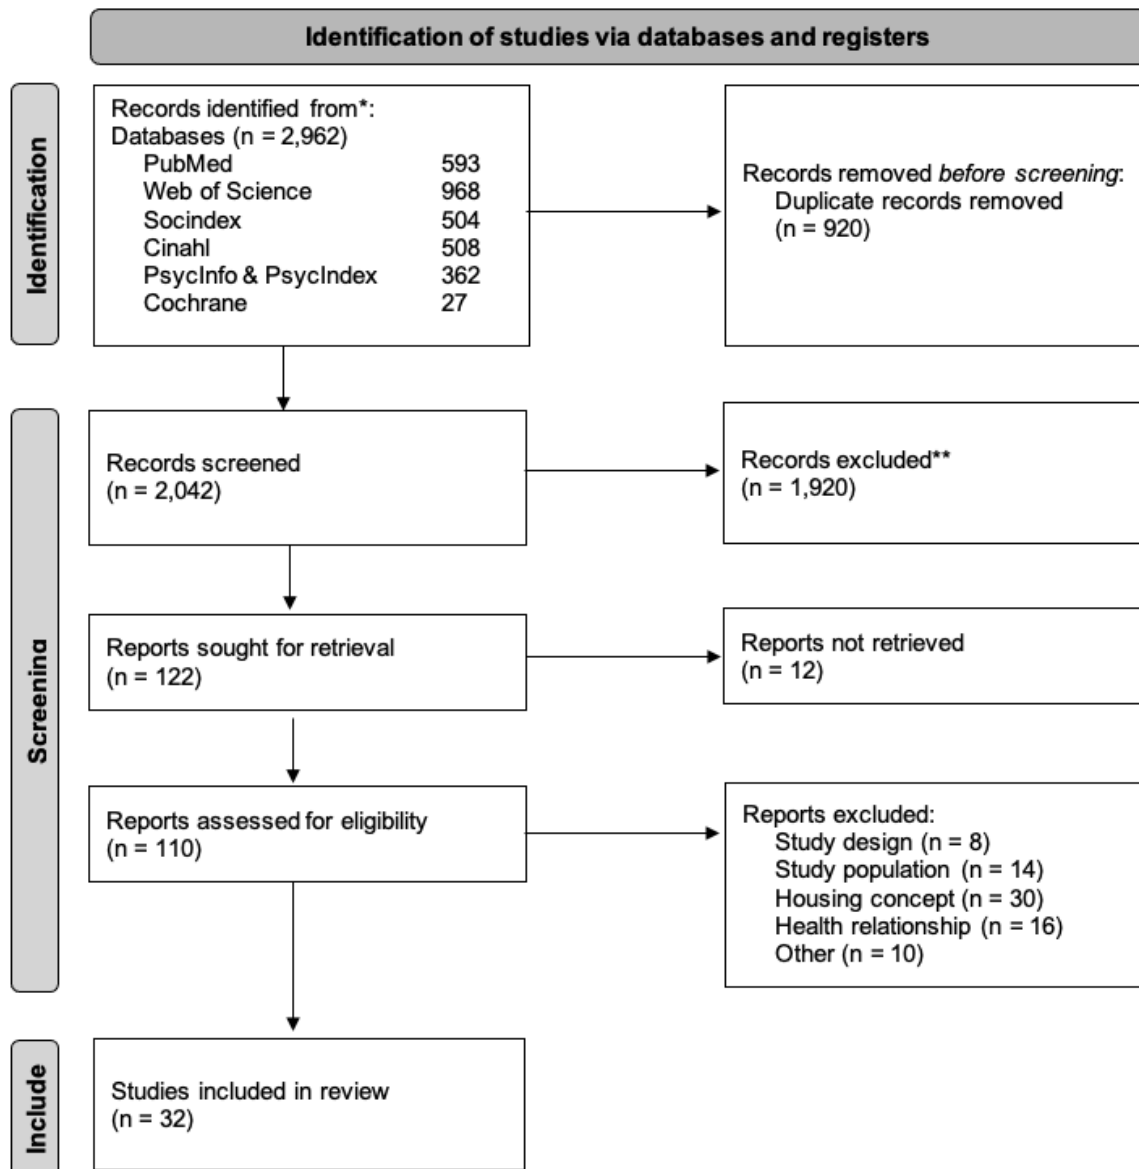 Identification of studies via databases and registers
Identification
Records identified from*:
Databases (n = 2,962)
PubMed 593
Web of Science 968
Socindex 504
Cinahl 508
PsycInfo & PsycIndex 362
Cochrane 27
Records removed before screening:
Duplicate records removed
(n = 920)
Screening
Records screened
(n = 2,042)
Records excluded**
(n = 1,920)
Reports sought for retrieval
(n = 122)
Reports not retrieved
(n = 12)
Reports assessed for eligibility
(n = 110)
Reports excluded:
Study design (n = 8)
Study population (n = 14)
Housing concept (n = 30)
Health relationship (n = 16)
Other (n = 10)
Include
Studies included in review
(n = 32)